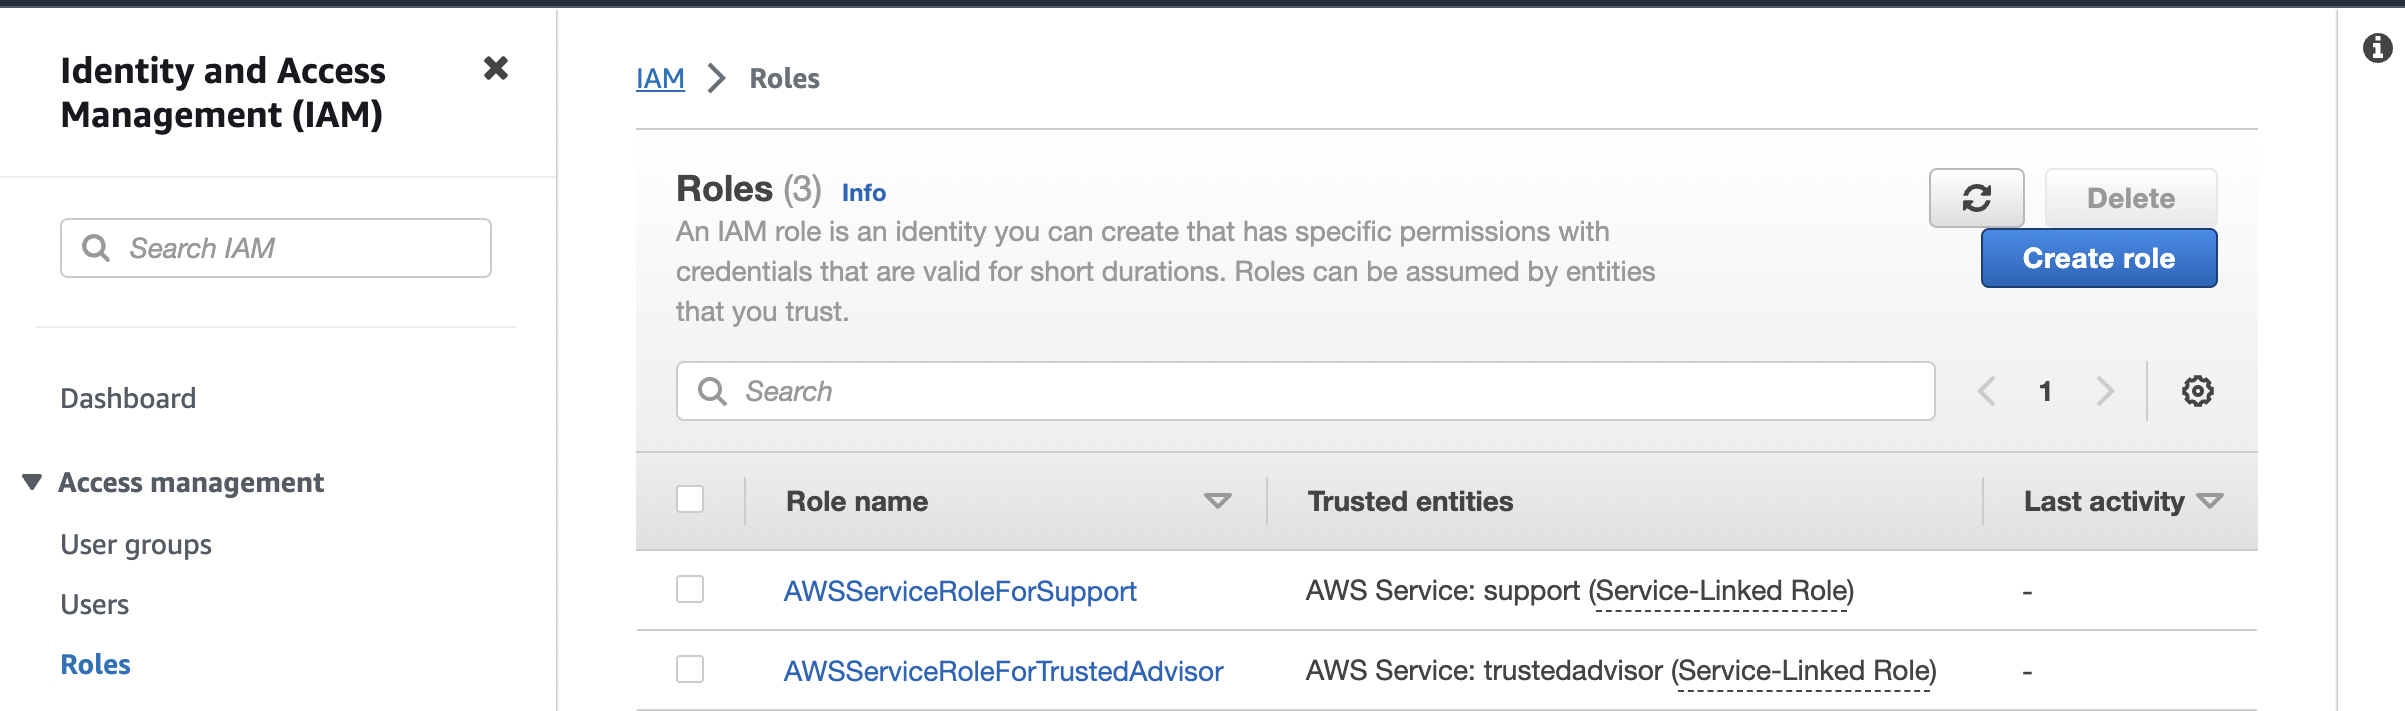 Identity and Access
Management (IAM)
Search IAM
Dashboard
Access management
User groups
Users
Roles
IAM > Roles
Roles (3) Info
An IAM role is an identity you can create that has specific permissions with
credentials that are valid for short durations. Roles can be assumed by entities
that you trust.
Delete
Create role
Search
1
Role name Trusted entities Last activity
AWSServiceRoleForSupport AWS Service: support (Service-Linked Role) -
AWSServiceRoleForTrustedAdvisor AWS Service: trustedadvisor (Service-Linked Role) -